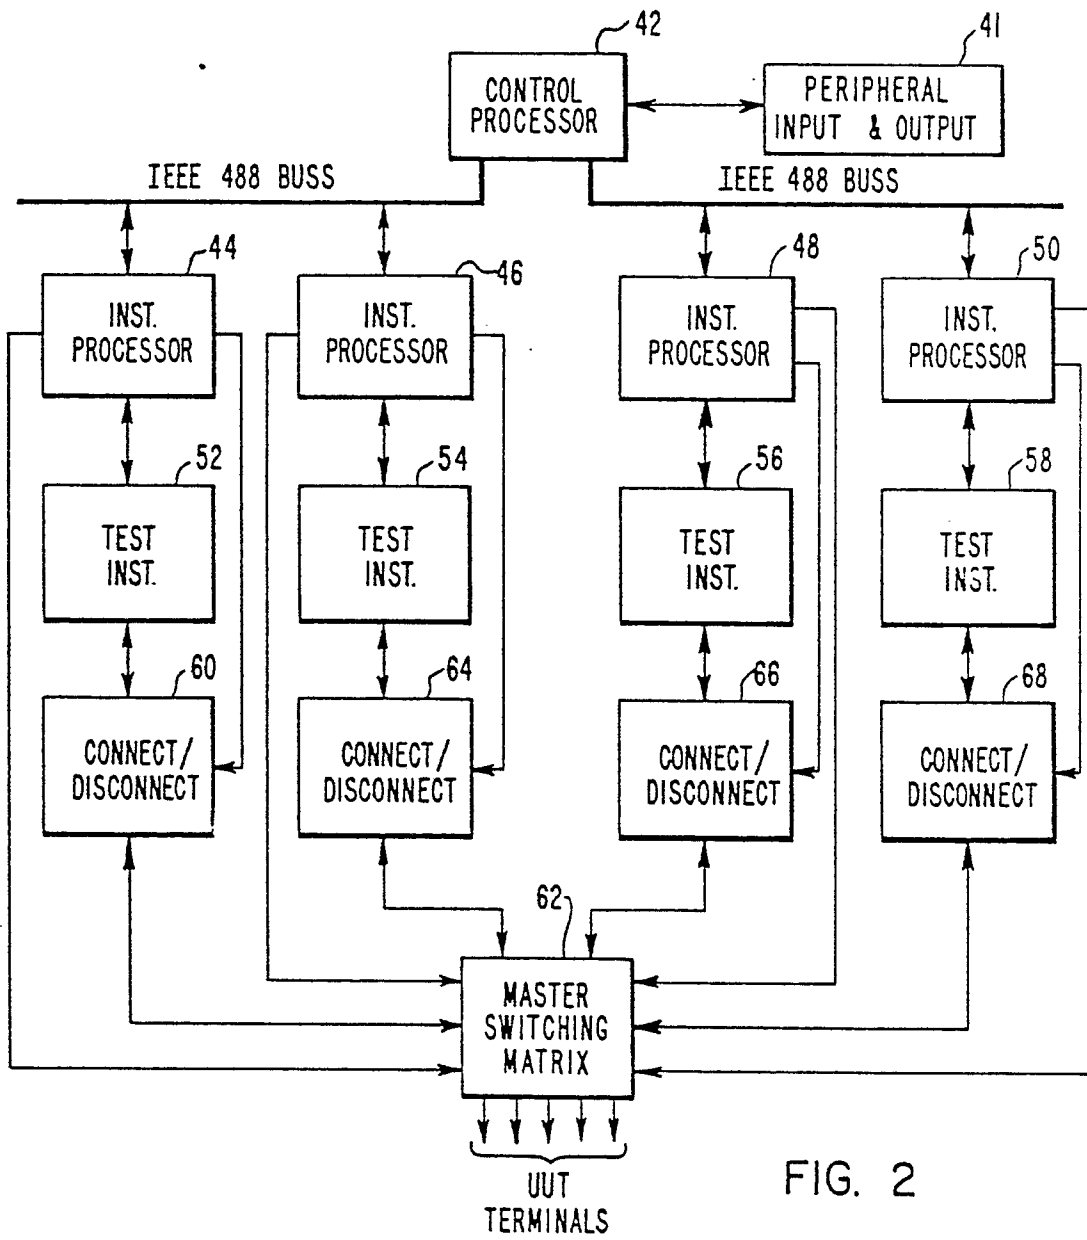 42
41
CONTROL
PROCESSOR
PERIPHERAL
INPUT & OUTPUT
IEEE 488 BUSS
IEEE 488 BUSS
44
46
48
50
INST.
PROCESSOR
INST.
PROCESSOR
INST.
PROCESSOR
INST.
PROCESSOR
52
54
56
58
TEST
INST.
TEST
INST.
TEST
INST.
TEST
INST.
60
64
66
68
CONNECT/
DISCONNECT
CONNECT/
DISCONNECT
CONNECT/
DISCONNECT
CONNECT/
DISCONNECT
62
MASTER
SWITCHING
MATRIX
UUT
TERMINALS
FIG. 2